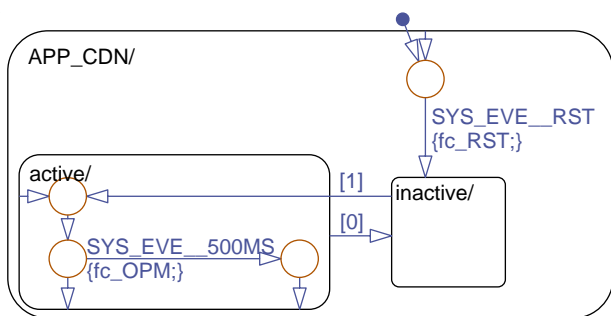 APP_CDN/
SYS_EVE__RST
{fc_RST;}
active/
[1]
inactive/
[0]
SYS_EVE__500MS
{fc_OPM;}